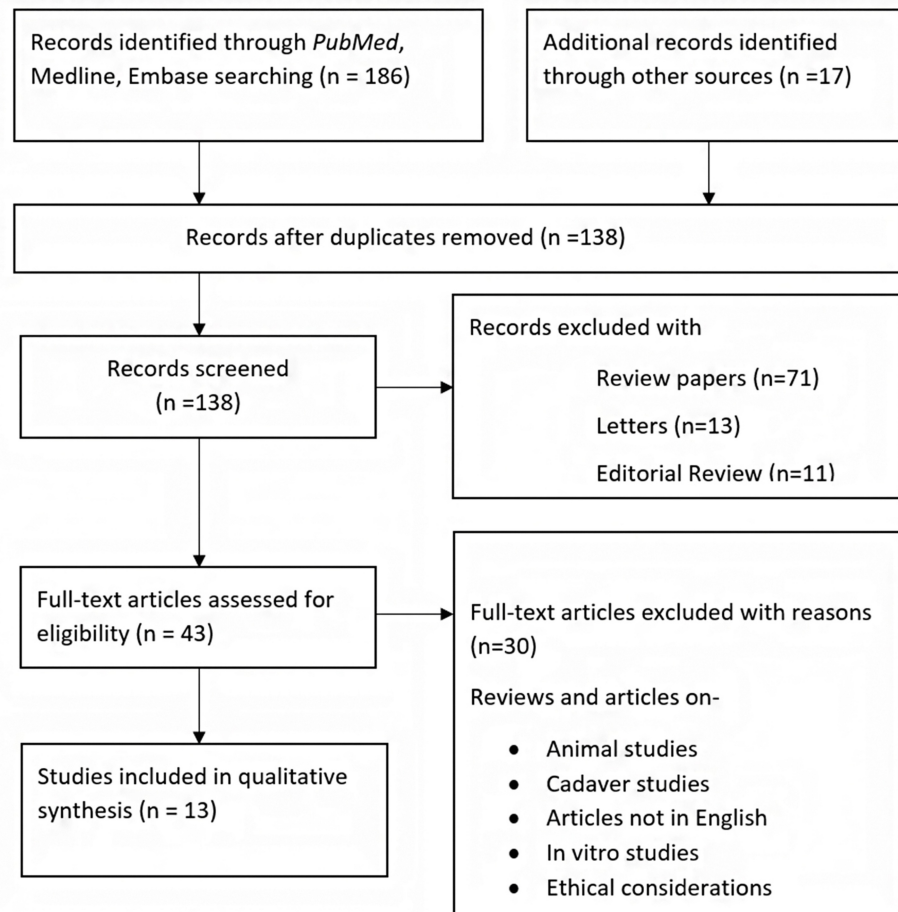 Records identified through PubMed,
Medline, Embase searching (n = 186)
Additional records identified
through other sources (n =17)
Records after duplicates removed (n =138)
Records screened
(n =138)
Records excluded with
Review papers (n=71)
Letters (n=13)
Editorial Review (n=11)
Full-text articles assessed for
eligibility (n = 43)
Full-text articles excluded with reasons
(n=30)
Reviews and articles on-
● Animal studies
● Cadaver studies
● Articles not in English
● In vitro studies
● Ethical considerations
Studies included in qualitative
synthesis (n = 13)